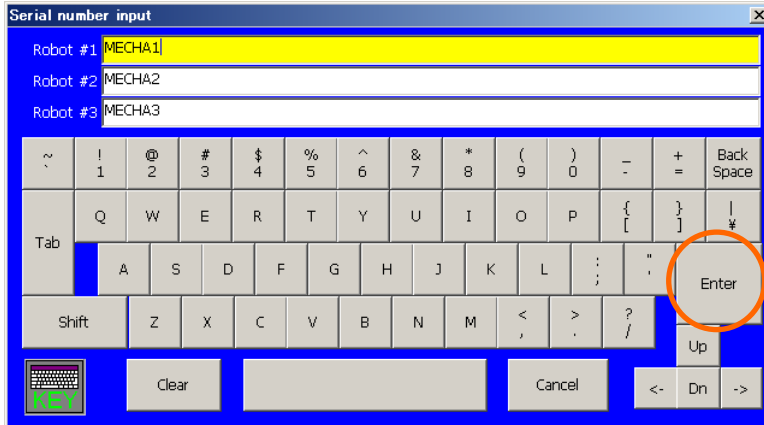 Serial number input
Robot #1 MECHA1
Robot #2 MECHA2
Robot #3 MECHA3
~ ! @ # $ % ^ & * ( ) _ + Back
` 1 2 3 4 5 6 7 8 9 0 - = Space
Tab Q W E R T Y U I O P { } |
[ ] ¥
A S D F G H J K L : " Enter
; '
Shift Z X C V B N M < > ?
, . /
Up
KEY Clear Cancel <- Dn ->